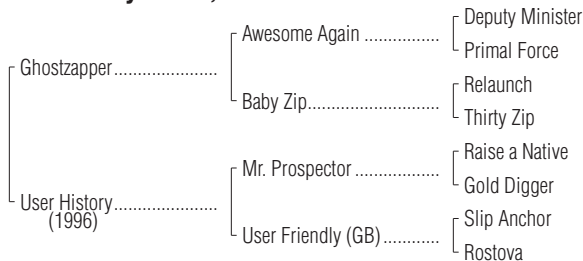 Deputy Minister
Awesome Again
Primal Force
Ghostzapper
Relaunch
Baby Zip
Thirty Zip
Raise a Native
Mr. Prospector
Gold Digger
User History
(1996)
Slip Anchor
User Friendly (GB)
Rostova